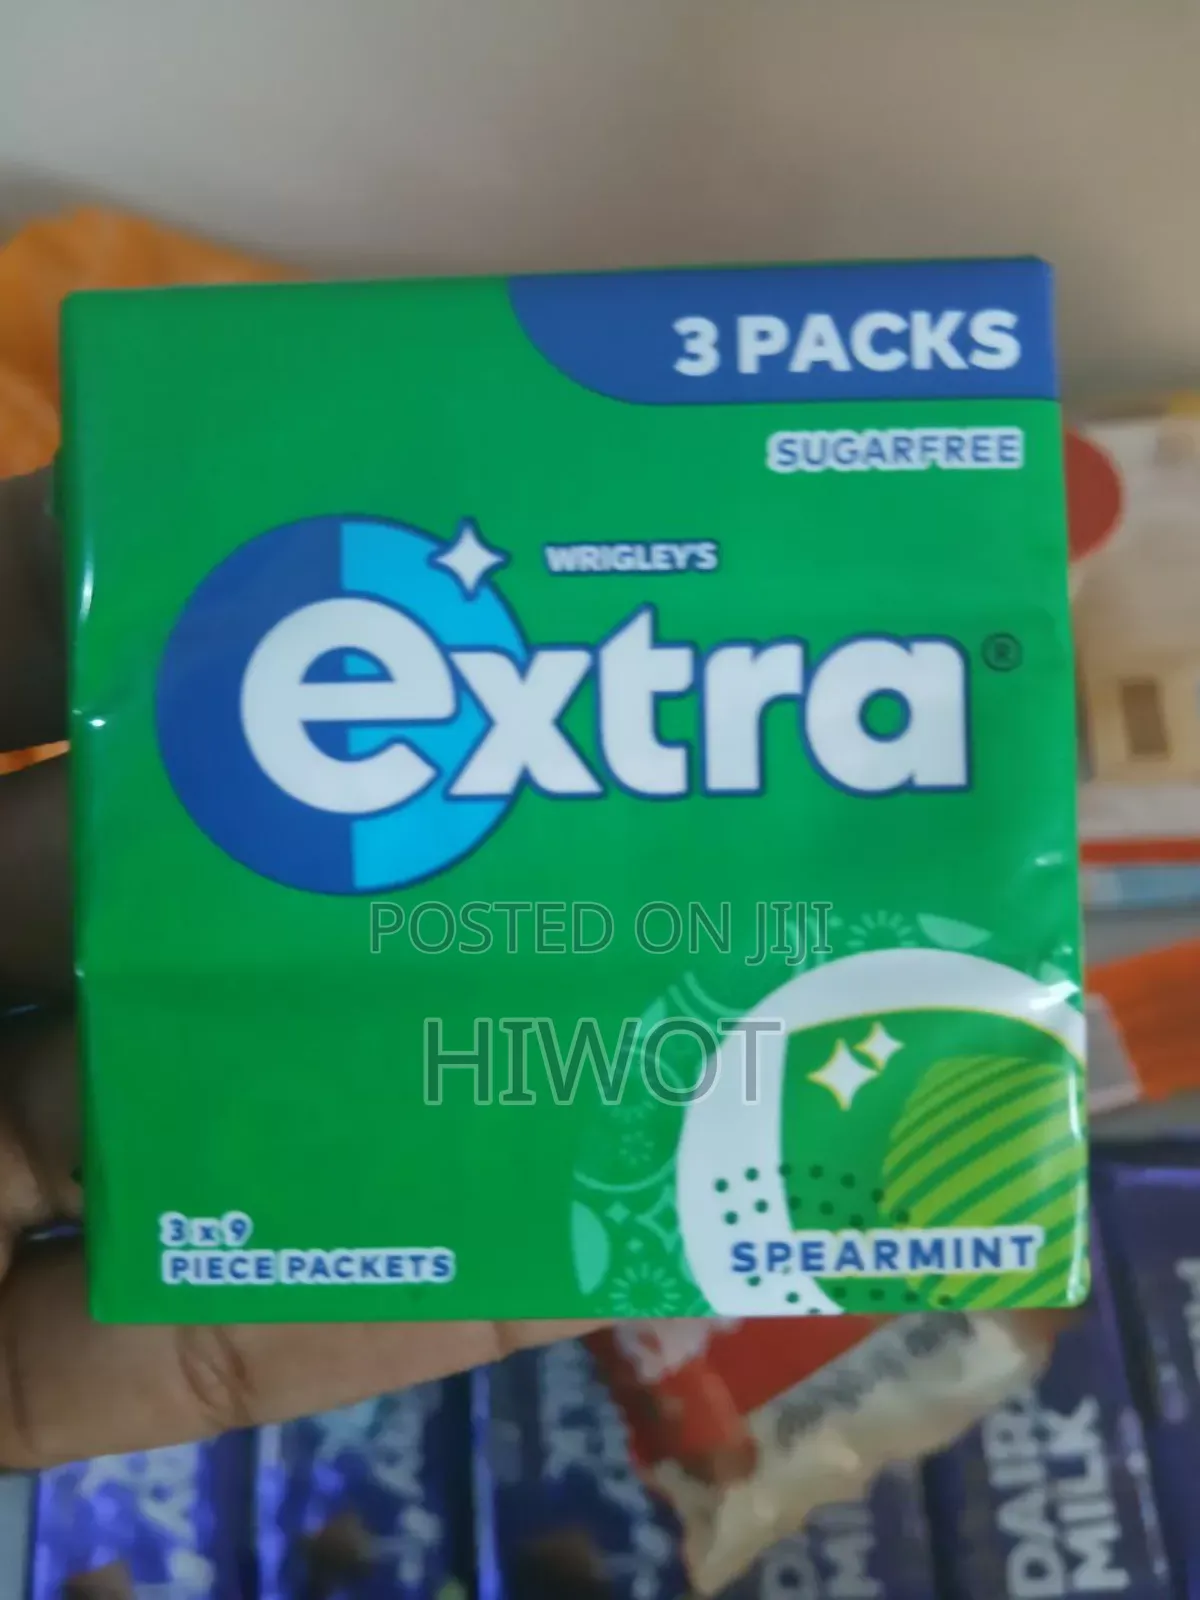 3 PACKS
SUGARFREE
WRIGLEY'S
extra®
POSTED ON JIJI
HIWOT
3 x 9
PIECE PACKETS
SPEARMINT
DAIRY
MILK